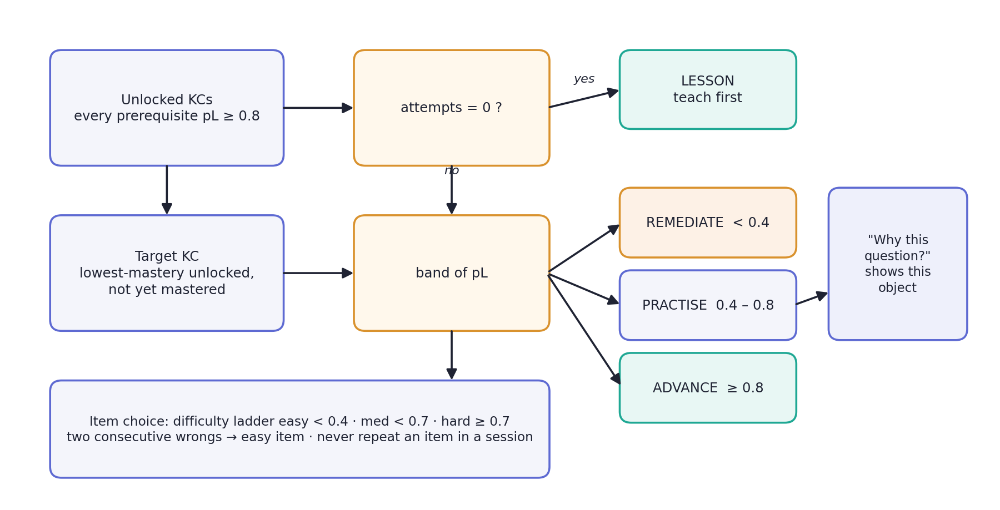 Unlocked KCs
every prerequisite pL ≥ 0.8
attempts = 0 ?
yes
LESSON
teach first
no
Target KC
lowest-mastery unlocked,
not yet mastered
band of pL
REMEDIATE  < 0.4
PRACTISE  0.4 – 0.8
ADVANCE  ≥ 0.8
"Why this
question?"
shows this
object
Item choice: difficulty ladder easy < 0.4 · med < 0.7 · hard ≥ 0.7
two consecutive wrongs → easy item · never repeat an item in a session